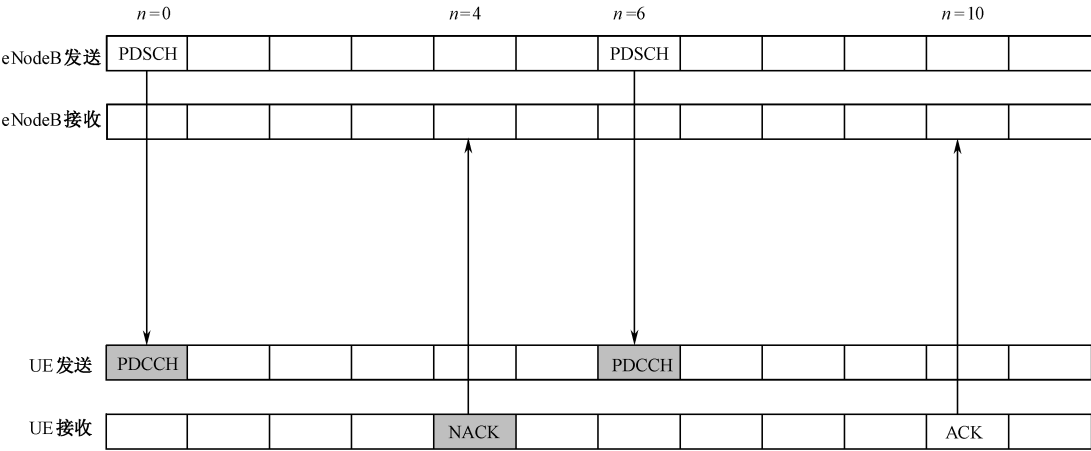 n=0 n=4 n=6 n=10
eNodeB发送 PDSCH PDSCH
eNodeB接收
UE发送 PDCCH PDCCH
UE接收 NACK ACK